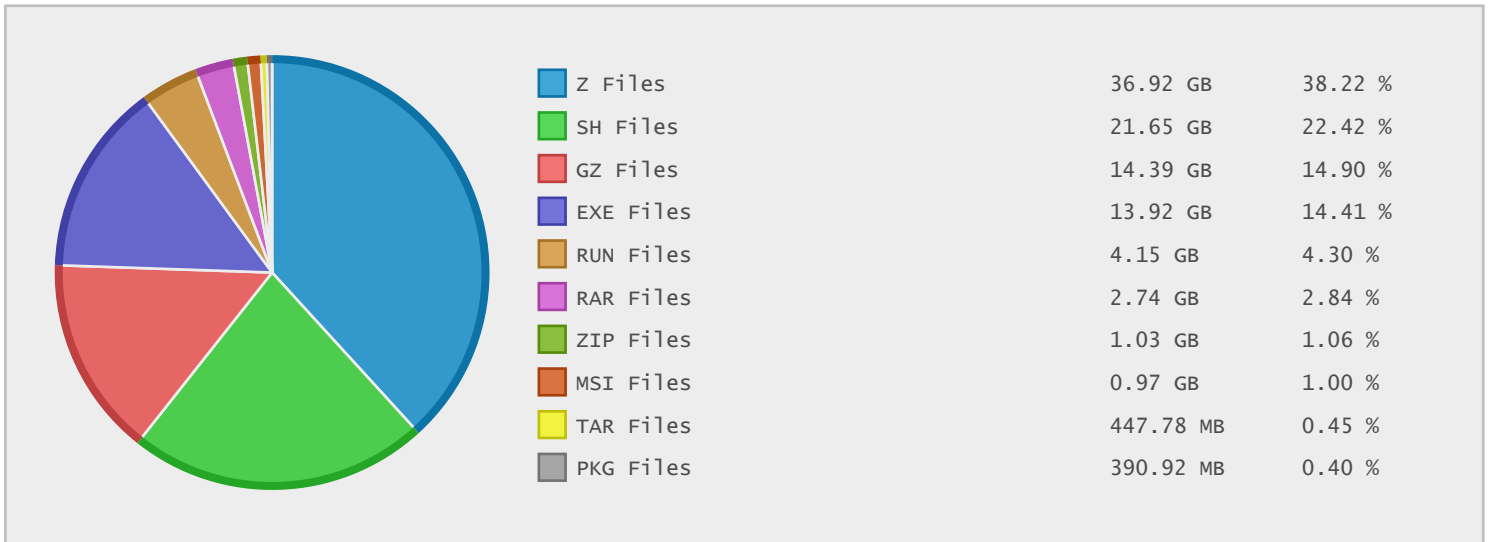 Z Files 36.92 GB 38.22 %
SH Files 21.65 GB 22.42 %
GZ Files 14.39 GB 14.90 %
EXE Files 13.92 GB 14.41 %
RUN Files 4.15 GB 4.30 %
RAR Files 2.74 GB 2.84 %
ZIP Files 1.03 GB 1.06 %
MSI Files 0.97 GB 1.00 %
TAR Files 447.78 MB 0.45 %
PKG Files 390.92 MB 0.40 %